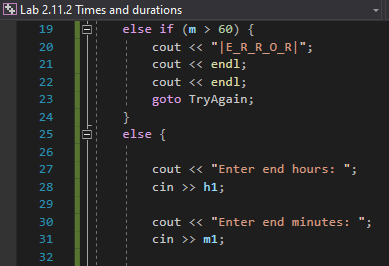 Lab 2.11.2 Times and durations
19 else if (m > 60) {
20 cout << "|E_R_R_O_R|";
21 cout << endl;
22 cout << endl;
23 goto TryAgain;
24 }
25 else {
26
27 cout << "Enter end hours: ";
28 cin >> h1;
29
30 cout << "Enter end minutes: ";
31 cin >> m1;
32